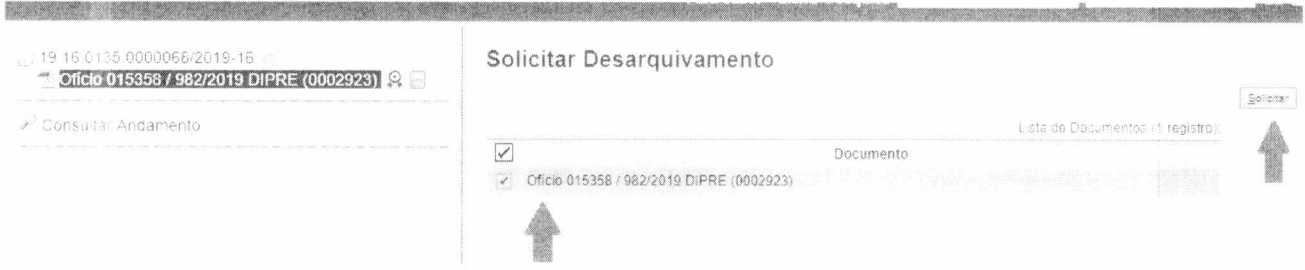 19.16.0135.0000066/2019-16
Ofício 015358 / 982/2019 DIPRE (0002923)
Consultar Andamento
Solicitar Desarquivamento
Solicitar
Lista de Documentos (1 registro):
Documento
Ofício 015358 / 982/2019 DIPRE (0002923)